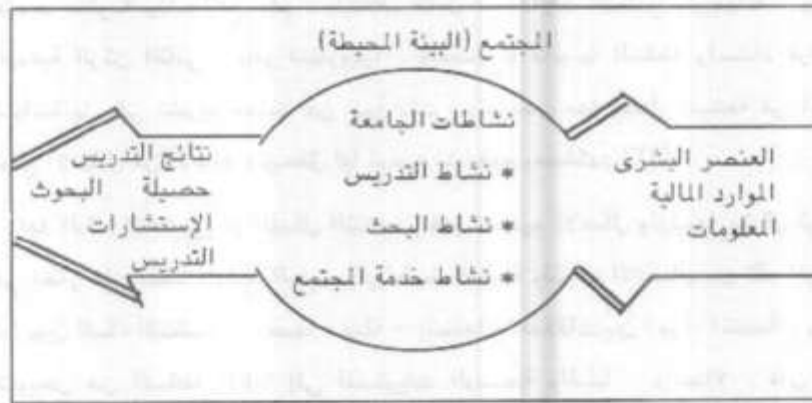 المجتمع (البيئة المحيطة)
العنصر البشرى
الموارد المالية
المعلومات
نشاطات الجامعة
* نشاط التدريس
* نشاط البحث
* نشاط خدمة المجتمع
نتائج التدريس
حصيلة البحوث
الإستشارات
التدريس